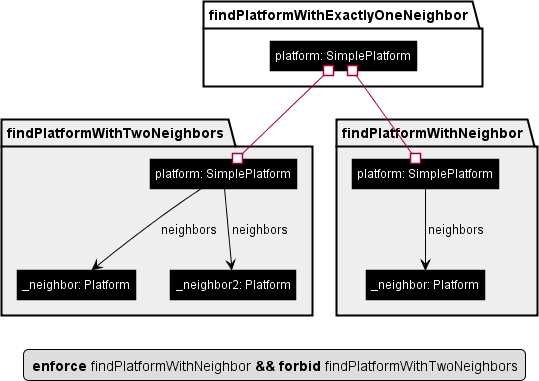 findPlatformWithExactlyOneNeighbor
platform: SimplePlatform
findPlatformWithTwoNeighbors
platform: SimplePlatform
neighbors
neighbors
_neighbor: Platform
_neighbor2: Platform
findPlatformWithNeighbor
platform: SimplePlatform
neighbors
_neighbor: Platform
enforce findPlatformWithNeighbor && forbid findPlatformWithTwoNeighbors